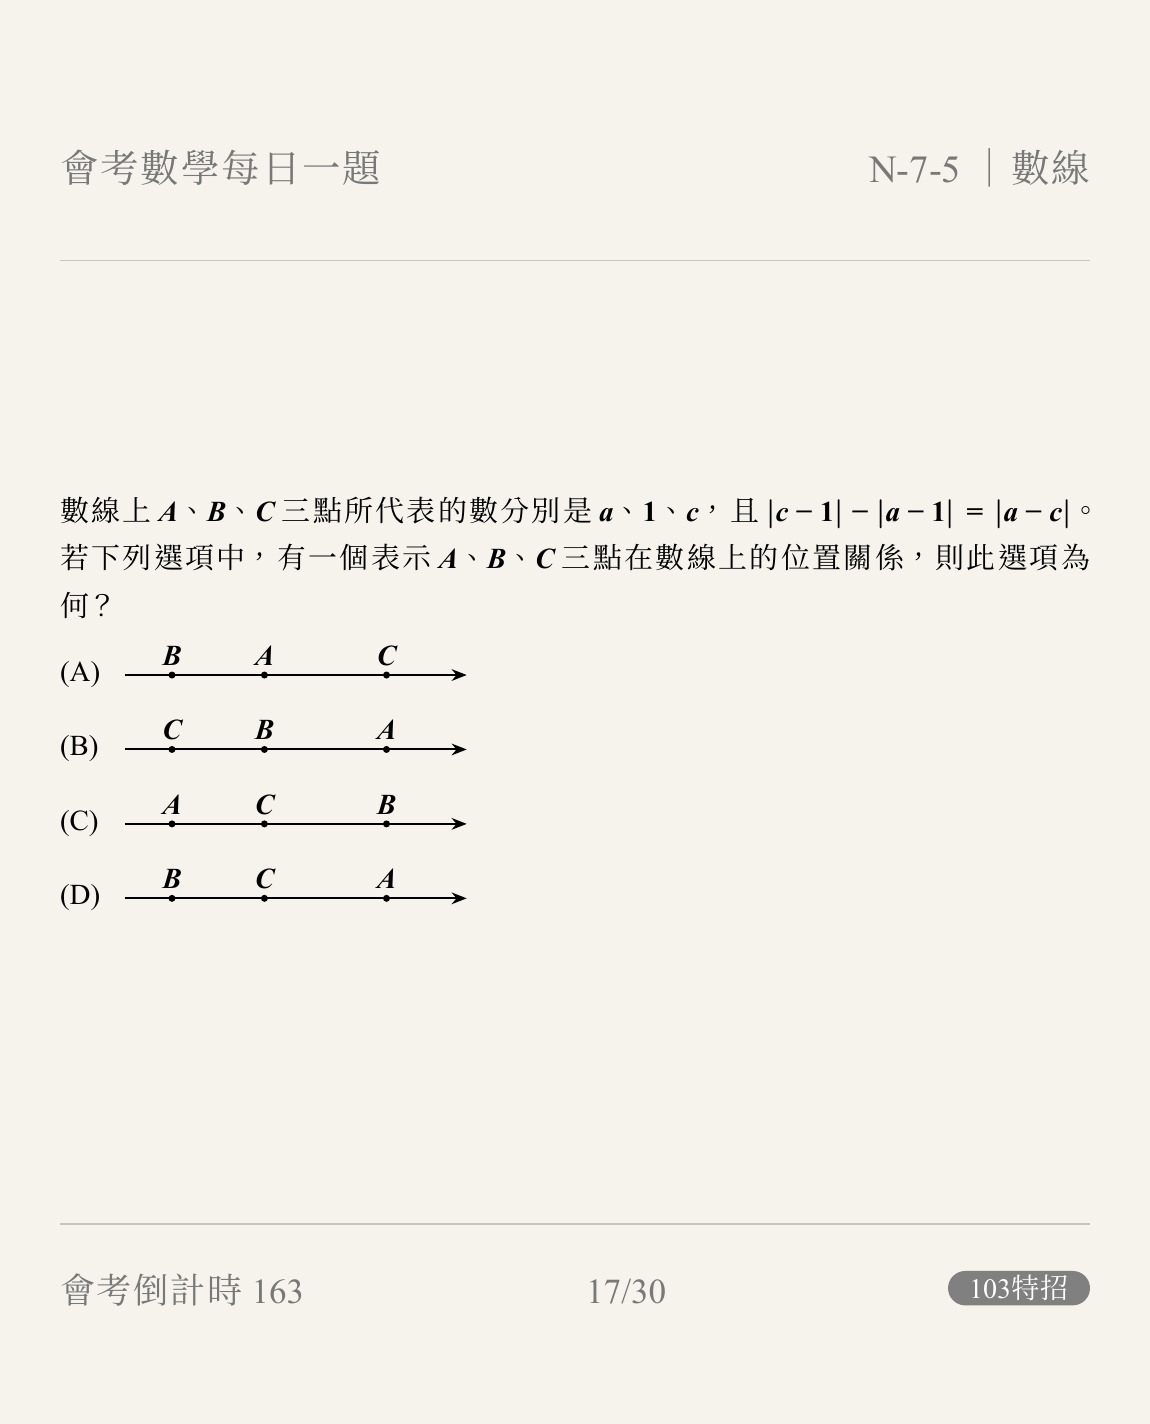 會考數學每日一題
N-7-5｜數線
數線上 A、B、C 三點所代表的數分別是 a、1、c，且 |c − 1| − |a − 1| = |a − c|。
若下列選項中，有一個表示 A、B、C 三點在數線上的位置關係，則此選項為
何？
B A C
(A)
C B A
(B)
A C B
(C)
B C A
(D)
會考倒計時 163
17/30
103特招